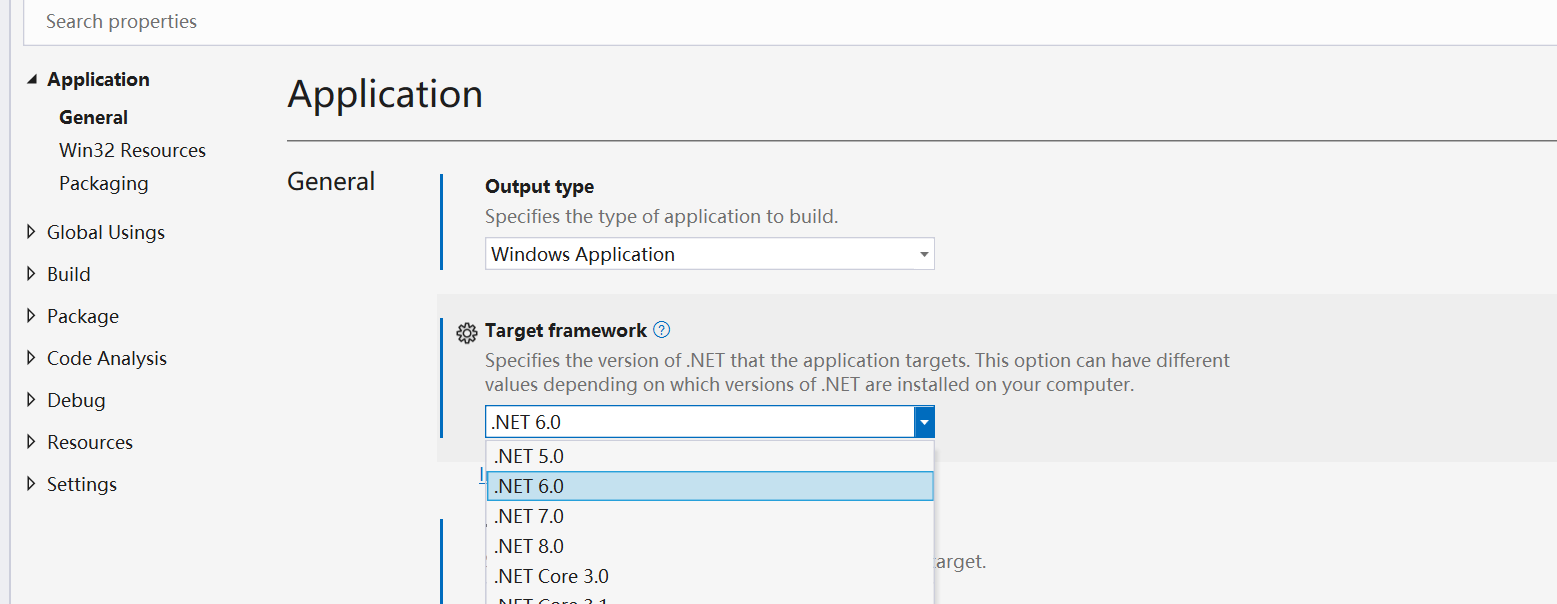 Search properties
Application
General
Win32 Resources
Packaging
Global Usings
Build
Package
Code Analysis
Debug
Resources
Settings
Application
General
Output type
Specifies the type of application to build.
Windows Application
Target framework
Specifies the version of .NET that the application targets. This option can have different
values depending on which versions of .NET are installed on your computer.
.NET 6.0
.NET 5.0
.NET 6.0
.NET 7.0
.NET 8.0
target.
.NET Core 3.0
.NET Core 3.1